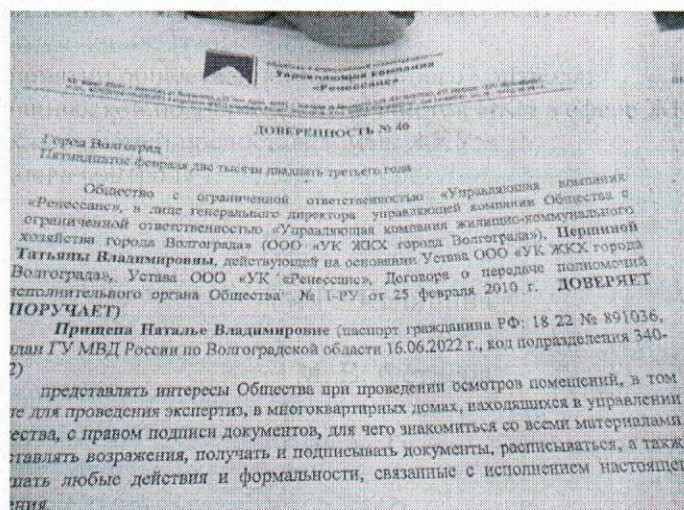 Управляющая компания
«Ренессанс»
ДОВЕРЕННОСТЬ № 40
Город Волгоград
Пятнадцатое февраля две тысячи двадцать третьего года
Общество с ограниченной ответственностью «Управляющая компания
«Ренессанс», в лице генерального директора управляющей компании Общества с
ограниченной ответственностью «Управляющая компания жилищно-коммунального
хозяйства города Волгограда» (ООО «УК ЖКХ города Волгограда»), Першиной
Татьяны Владимировны, действующей на основании Устава ООО «УК ЖКХ города
Волгограда», Устава ООО «УК «Ренессанс», Договора о передаче полномочий
исполнительного органа Общества № 1-РУ от 25 февраля 2010 г. ДОВЕРЯЕТ
(ПОРУЧАЕТ)
Прищепа Наталье Владимировне (паспорт гражданина РФ: 18 22 № 891036,
ыдан ГУ МВД России по Волгоградской области 16.06.2022 г., код подразделения 340-
2)
представлять интересы Общества при проведении осмотров помещений, в том
ле для проведения экспертиз, в многоквартирных домах, находящихся в управлении
ества, с правом подписи документов, для чего знакомиться со всеми материалами
ставлять возражения, получать и подписывать документы, расписываться, а такж
шать любые действия и формальности, связанные с исполнением настоящег
ения.